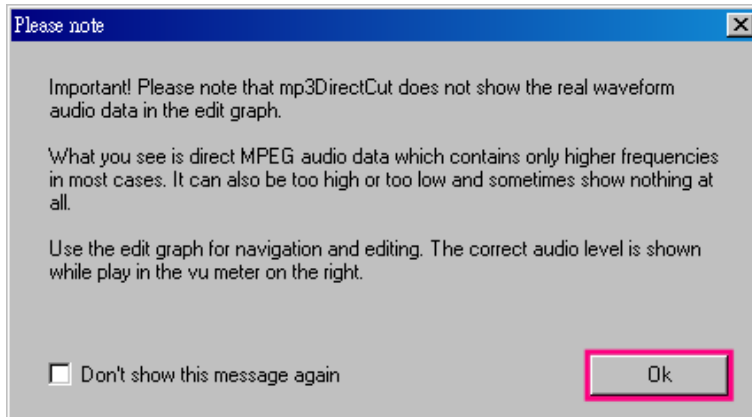 Please note
Important! Please note that mp3DirectCut does not show the real waveform
audio data in the edit graph.
What you see is direct MPEG audio data which contains only higher frequencies
in most cases. It can also be too high or too low and sometimes show nothing at
all.
Use the edit graph for navigation and editing. The correct audio level is shown
while play in the vu meter on the right.
Don't show this message again
Ok